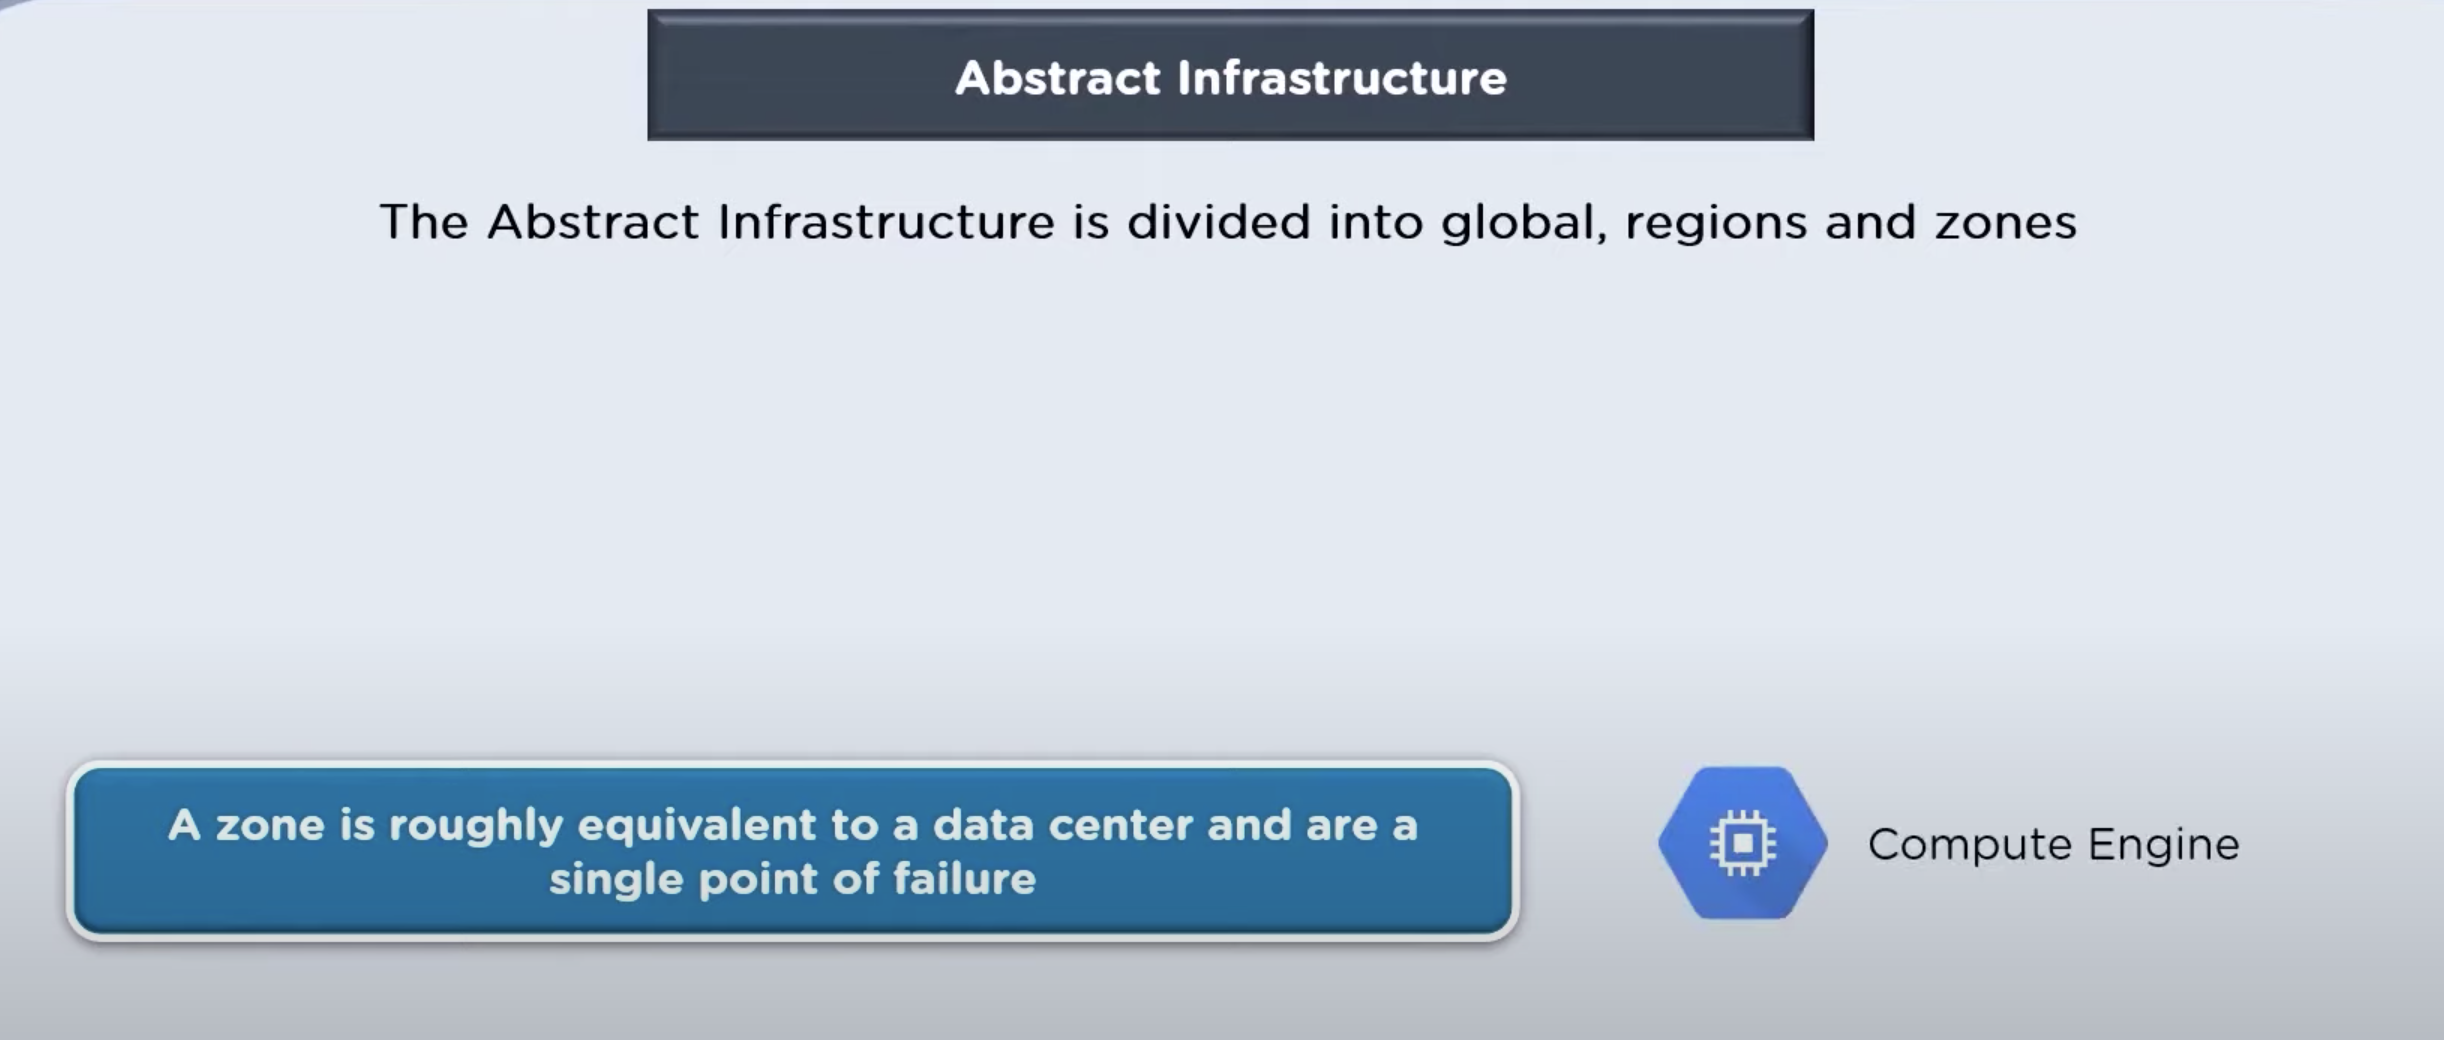 Abstract Infrastructure
The Abstract Infrastructure is divided into global, regions and zones
A zone is roughly equivalent to a data center and are a
single point of failure
Compute Engine